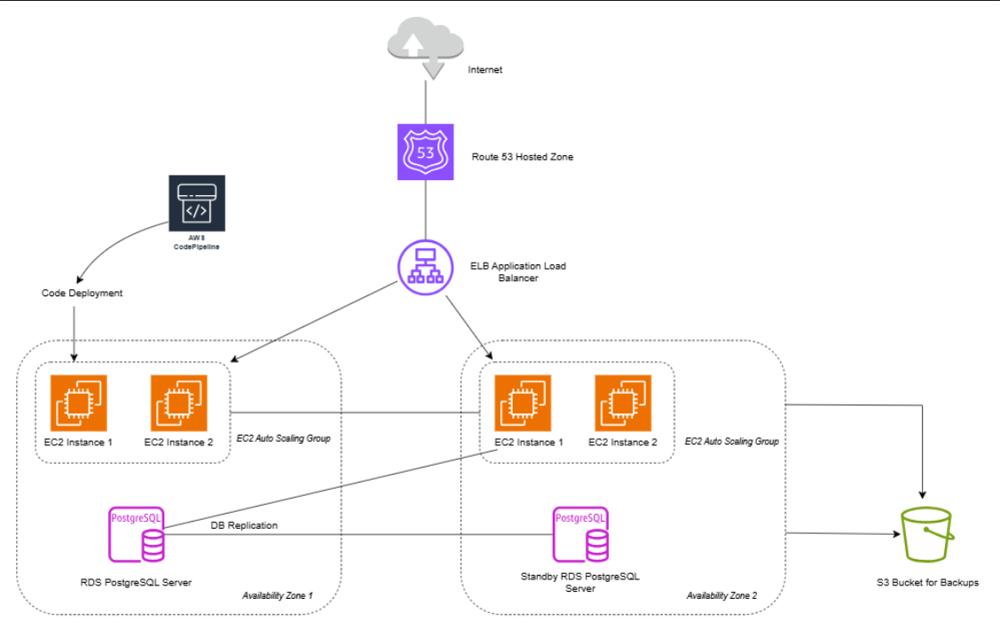 Internet
53
Route 53 Hosted Zone
</>
AWS
CodePipeline
ELB Application Load
Balancer
Code Deployment
EC2 Instance 1
EC2 Instance 2
EC2 Auto Scaling Group
EC2 Instance 1
EC2 Instance 2
EC2 Auto Scaling Group
PostgreSQL
DB Replication
PostgreSQL
RDS PostgreSQL Server
Standby RDS PostgreSQL
Server
S3 Bucket for Backups
Availability Zone 1
Availability Zone 2